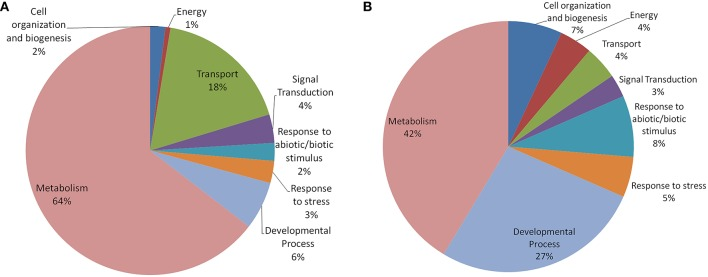 A
Cell
organization
and biogenesis
2%
Energy
1%
Transport
18%
Signal
Transduction
4%
Response to
abiotic/biotic
stimulus
2%
Response
to stress
3%
Developmental
Process
6%
Metabolism
64%
B
Cell
organization and biogenesis
7%
Energy
4%
Transport
4%
Signal Transduction
3%
Response to
abiotic/biotic
stimulus
8%
Response to stress
5%
Developmental
Process
27%
Metabolism
42%